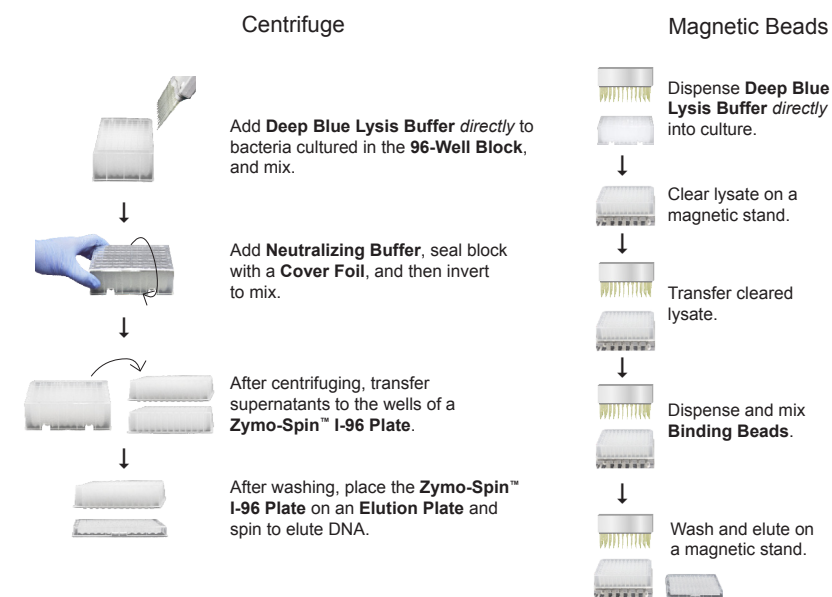 Centrifuge
Add Deep Blue Lysis Buffer directly to
bacteria cultured in the 96-Well Block,
and mix.
Add Neutralizing Buffer, seal block
with a Cover Foil, and then invert
to mix.
After centrifuging, transfer
supernatants to the wells of a
Zymo-Spin™ I-96 Plate.
After washing, place the Zymo-Spin™
I-96 Plate on an Elution Plate and
spin to elute DNA.
Magnetic Beads
Dispense Deep Blue
Lysis Buffer directly
into culture.
Clear lysate on a
magnetic stand.
Transfer cleared
lysate.
Dispense and mix
Binding Beads.
Wash and elute on
a magnetic stand.